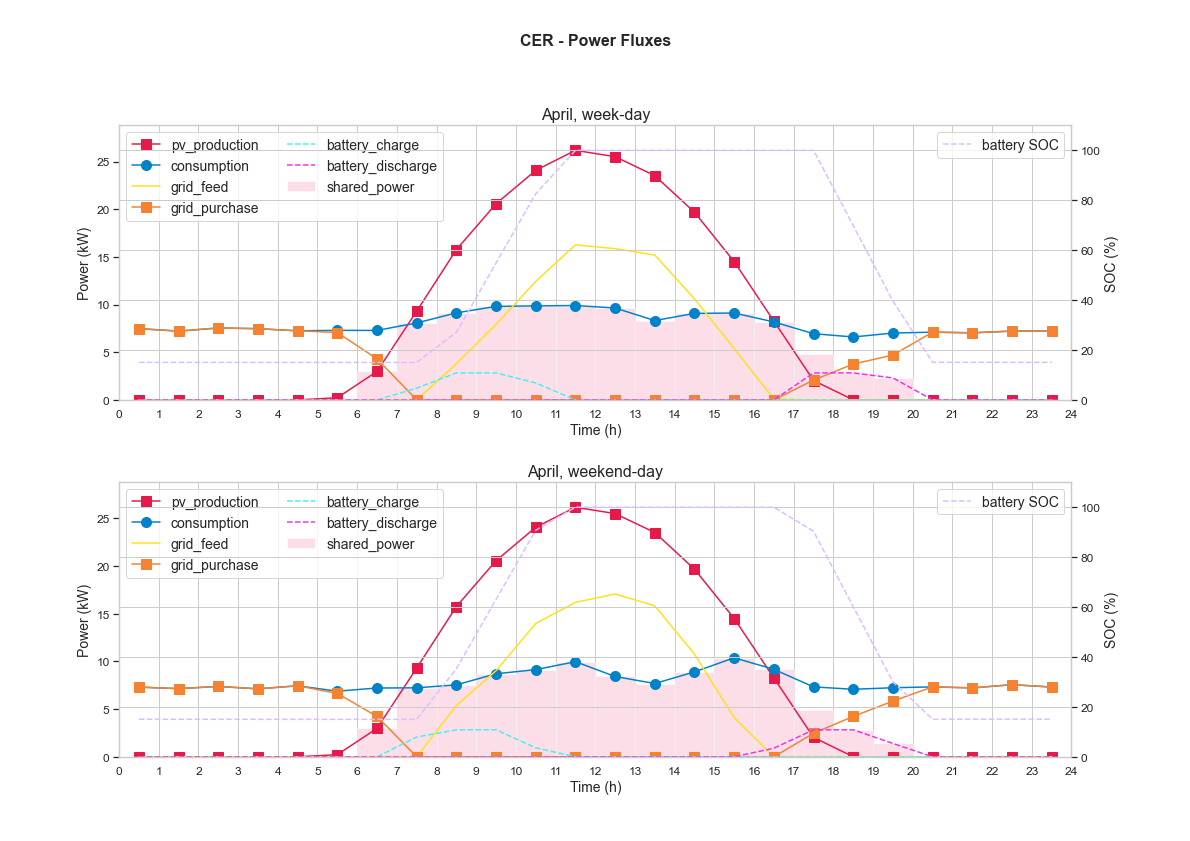 CER - Power Fluxes
April, week-day
pv_production battery_charge
consumption battery_discharge
grid_feed shared_power
grid_purchase
battery SOC
Power (kW)
25
20
15
10
5
0
SOC (%)
100
80
60
40
20
0
0 1 2 3 4 5 6 7 8 9 10 11 12 13 14 15 16 17 18 19 20 21 22 23 24
Time (h)
April, weekend-day
pv_production battery_charge
consumption battery_discharge
grid_feed shared_power
grid_purchase
battery SOC
Power (kW)
25
20
15
10
5
0
SOC (%)
100
80
60
40
20
0
0 1 2 3 4 5 6 7 8 9 10 11 12 13 14 15 16 17 18 19 20 21 22 23 24
Time (h)